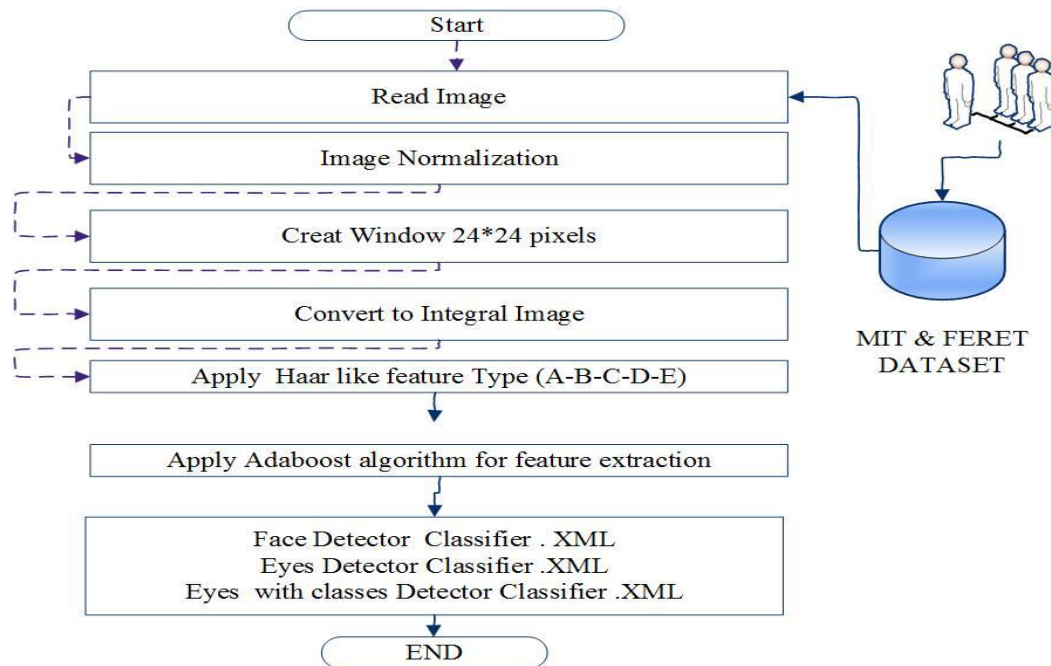 Start
Read Image
Image Normalization
Creat Window 24*24 pixels
Convert to Integral Image
Apply Haar like feature Type (A-B-C-D-E)
Apply Adaboost algorithm for feature extraction
Face Detector Classifier . XML
Eyes Detector Classifier .XML
Eyes with classes Detector Classifier .XML
END
MIT & FERET
DATASET